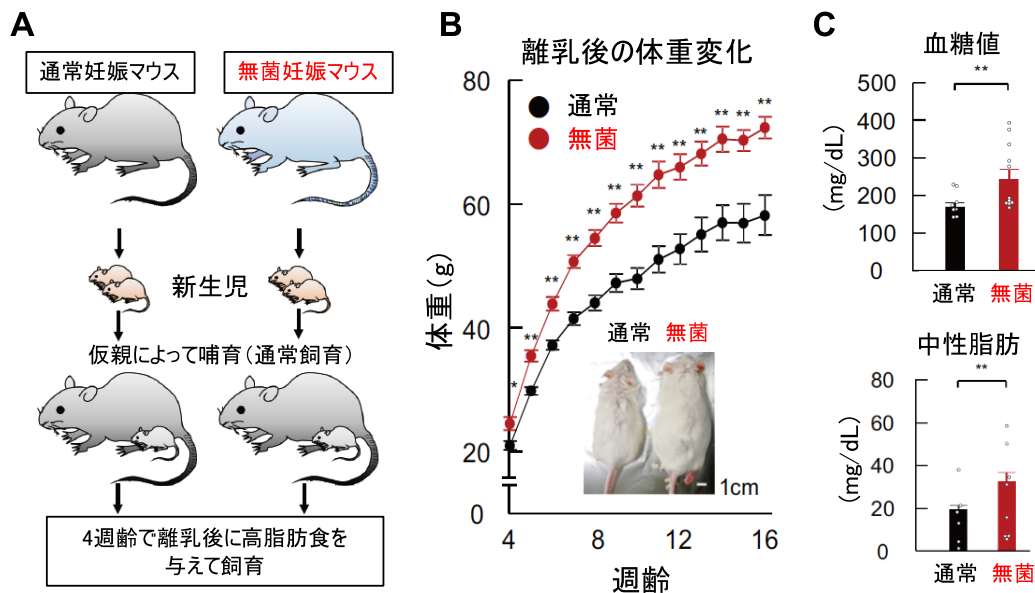 A
通常妊娠マウス
無菌妊娠マウス
新生児
仮親によって哺育(通常飼育)
4週齢で離乳後に高脂肪食を
与えて飼育
B
離乳後の体重変化
通常
無菌
体重(g)
80
60
40
20
0
*
**
**
**
**
**
**
**
**
**
**
**
**
通常 無菌
1cm
4 8 12 16
週齢
C
血糖値
**
(mg/dL)
500
400
300
200
100
0
通常 無菌
中性脂肪
**
(mg/dL)
80
60
40
20
0
通常 無菌